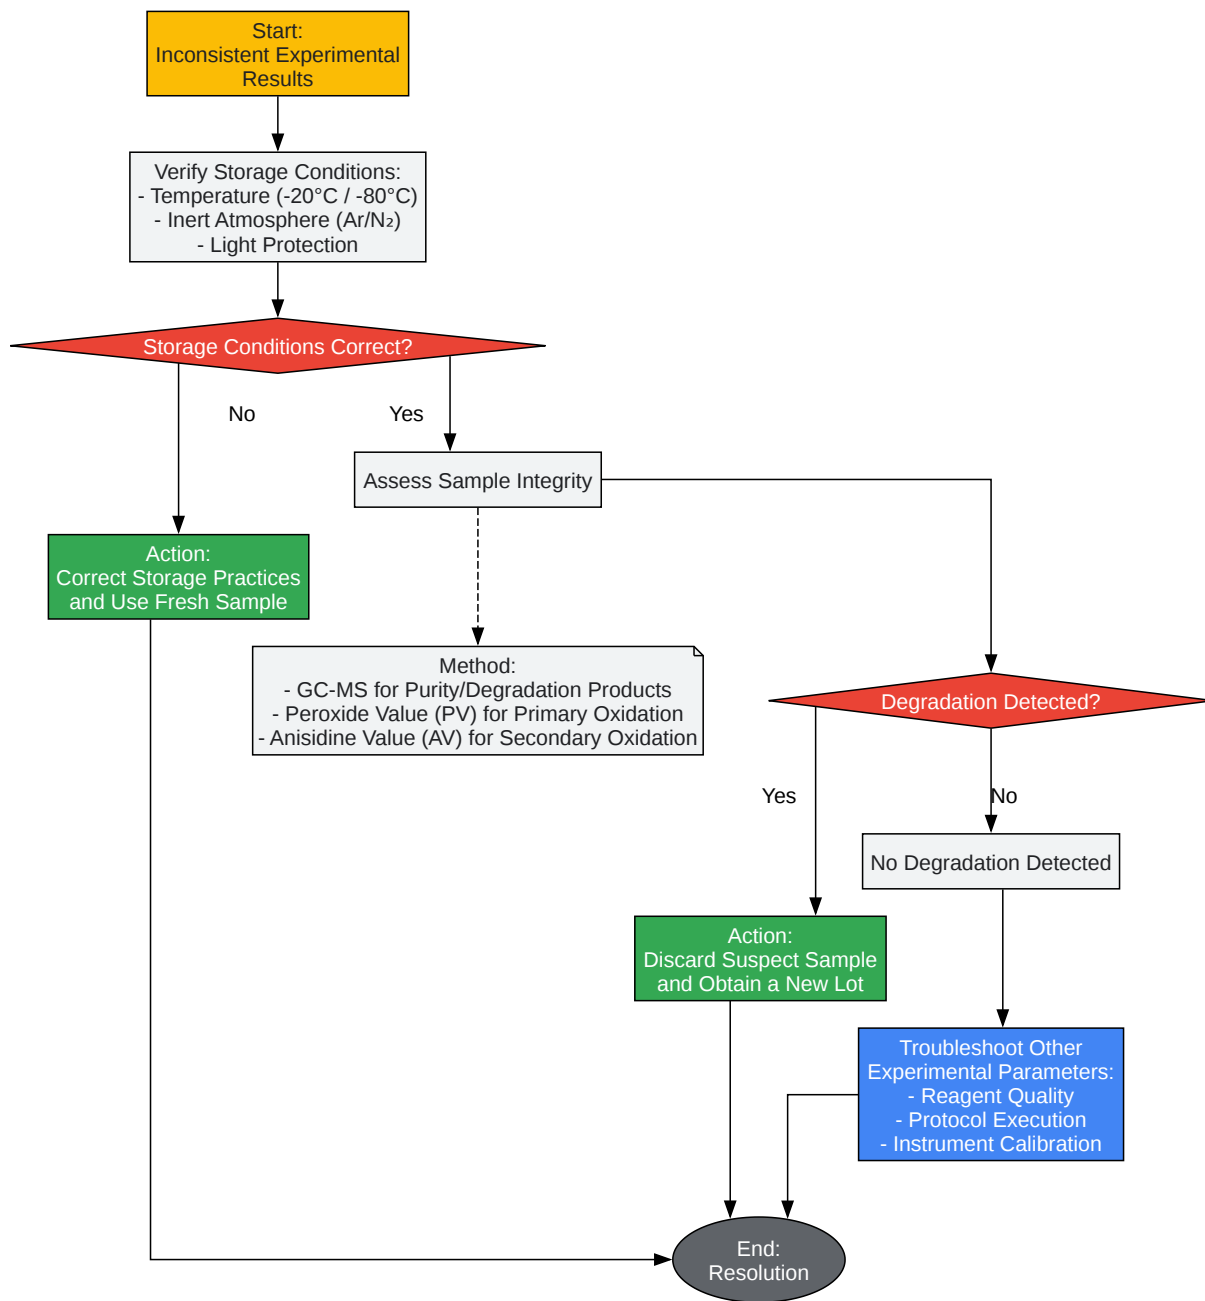 Start:
Inconsistent Experimental
Results
Verify Storage Conditions:
- Temperature (-20°C / -80°C)
- Inert Atmosphere (Ar/N₂)
- Light Protection
Storage Conditions Correct?
No
Yes
Assess Sample Integrity
Action:
Correct Storage Practices
and Use Fresh Sample
Method:
- GC-MS for Purity/Degradation Products
- Peroxide Value (PV) for Primary Oxidation
- Anisidine Value (AV) for Secondary Oxidation
Degradation Detected?
Yes
No
No Degradation Detected
Action:
Discard Suspect Sample
and Obtain a New Lot
Troubleshoot Other
Experimental Parameters:
- Reagent Quality
- Protocol Execution
- Instrument Calibration
End:
Resolution